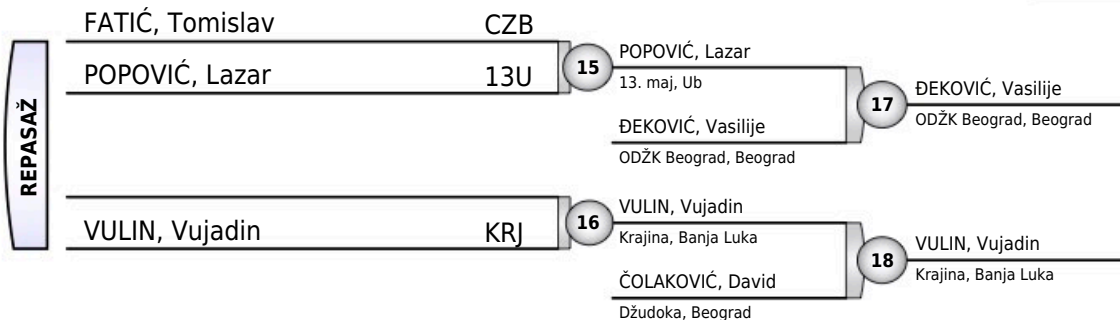 REPASAŽ
FATIĆ, Tomislav CZB
POPOVIĆ, Lazar 13U
15
POPOVIĆ, Lazar
13. maj, Ub
ĐEKOVIĆ, Vasilije
ODŽK Beograd, Beograd
17
ĐEKOVIĆ, Vasilije
ODŽK Beograd, Beograd
VULIN, Vujadin KRJ
16
VULIN, Vujadin
Krajina, Banja Luka
ČOLAKOVIĆ, David
Džudoka, Beograd
18
VULIN, Vujadin
Krajina, Banja Luka